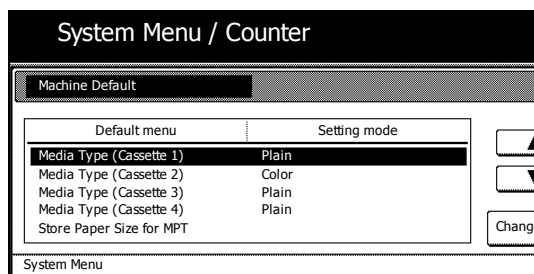 System Menu / Counter
Machine Default
Default menu Setting mode
Media Type (Cassette 1) Plain
Media Type (Cassette 2) Color
Media Type (Cassette 3) Plain
Media Type (Cassette 4) Plain
Store Paper Size for MPT
Chang
System Menu